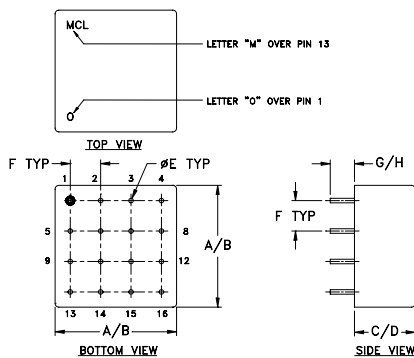 MCL
LETTER "M" OVER PIN 13
O
LETTER "O" OVER PIN 1
TOP VIEW
F TYP
ØE TYP
G/H
1 2 3 4
F TYP
5 8
A/B
9 12
13 14 15 16
A/B
C/D
BOTTOM VIEW
SIDE VIEW